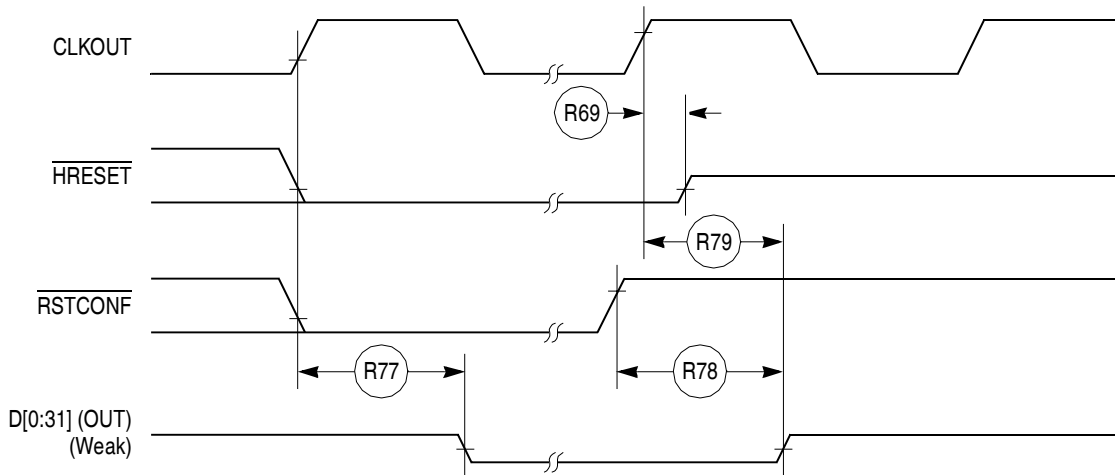 CLKOUT
R69
HRESET
R79
RSTCONF
R77
R78
D[0:31] (OUT)
(Weak)